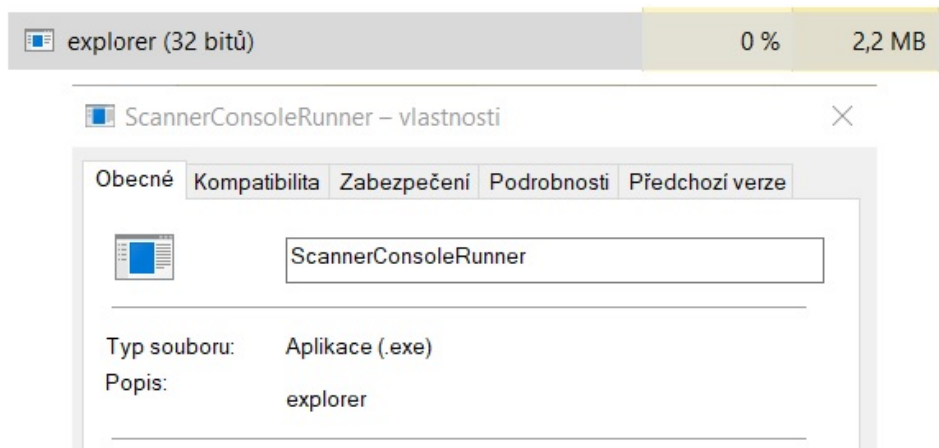 explorer (32 bitů) 0 % 2,2 MB
ScannerConsoleRunner – vlastnosti
Obecné Kompatibilita Zabezpečení Podrobnosti Předchozí verze
ScannerConsoleRunner
Typ souboru: Aplikace (.exe)
Popis: explorer